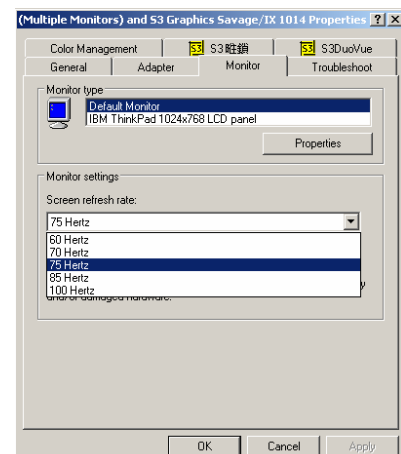 (Multiple Monitors) and S3 Graphics Savage/IX 1014 Properties
Color Management S3 S3 S3 S3DuoVue
General Adapter Monitor Troubleshoot
Monitor type
Default Monitor
IBM ThinkPad 1024x768 LCD panel
Properties
Monitor settings
Screen refresh rate:
75 Hertz
60 Hertz
70 Hertz
75 Hertz
85 Hertz
100 Hertz
and/or damaged hardware.
OK Cancel Apply